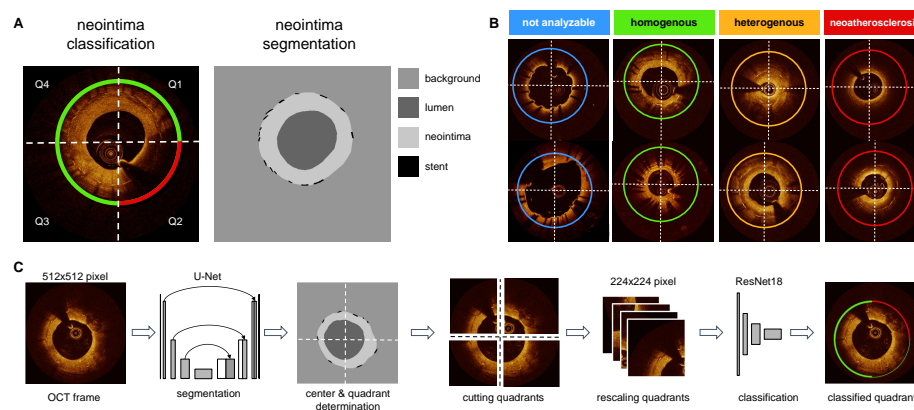 A
neointima
classification
neointima
segmentation
Q4
Q1
Q3
Q2
background
lumen
neointima
stent
B
not analyzable
homogenous
heterogenous
neoatherosclerosi
C
512x512 pixel
U-Net
224x224 pixel
ResNet18
OCT frame
segmentation
center & quadrant
determination
cutting quadrants
rescaling quadrants
classification
classified quadrant